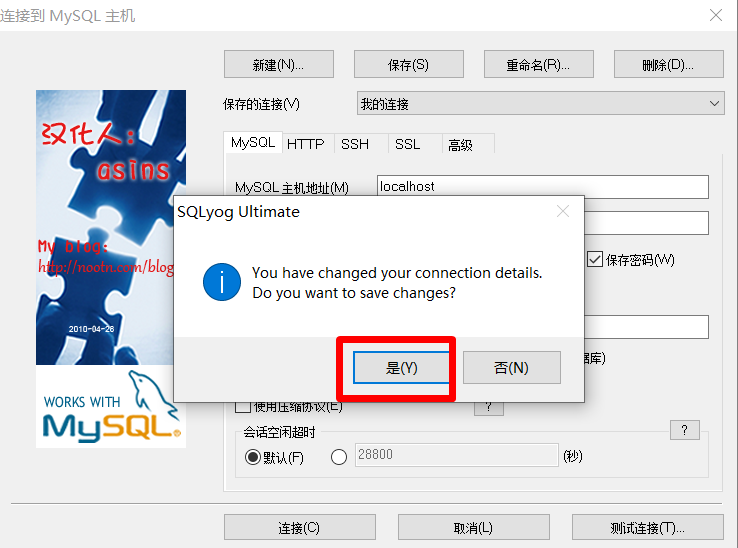 连接到 MySQL 主机
新建(N)...
保存(S)
重命名(R)...
删除(D)...
保存的连接(V)
我的连接
汉化人:
asins
My blog:
http://nootn.com/blog
2010-04-26
WORKS WITH
MySQL®
MySQL
HTTP
SSH
SSL
高级
MySQL 主机地址(M)
localhost
保存密码(W)
SQLyog Ultimate
You have changed your connection details.
Do you want to save changes?
是(Y)
否(N)
据库)
使用压缩协议(E)
?
会话空闲超时
?
默认(F)
28800
(秒)
连接(C)
取消(L)
测试连接(T)...